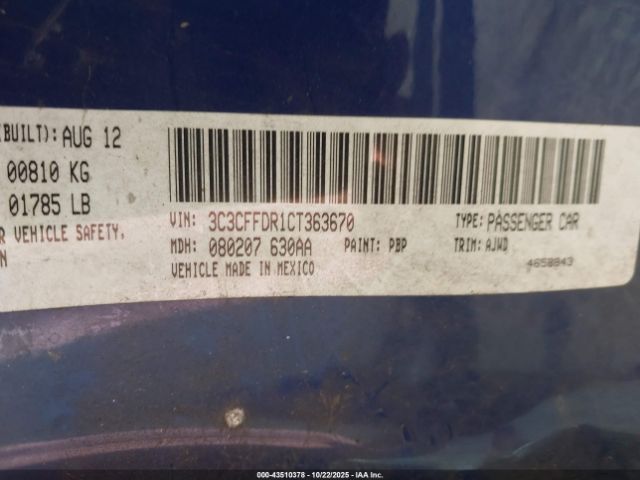 (BUILT): AUG 12
00810 KG
01785 LB
VEHICLE SAFETY.
VIN: 3C3CFFDR1CT363670
TYPE: PASSENGER CAR
MDH: 080207 630AA
PAINT: PBP
TRIM: AJWD
VEHICLE MADE IN MEXICO
4658843
000-43510378 - 10/22/2025 - IAA Inc.